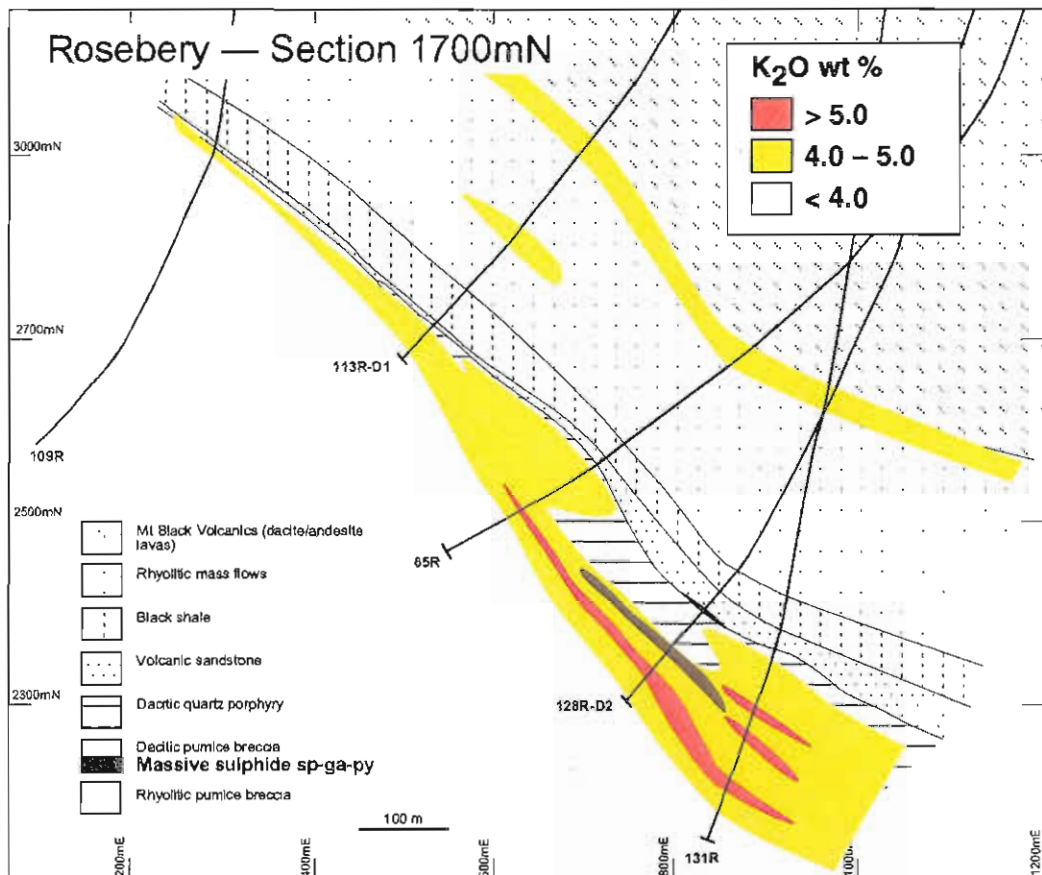 Rosebery — Section 1700mN
K₂O wt %
> 5.0
4.0 – 5.0
< 4.0
3000mN
2700mN
2500mN
2300mN
113R-D1
109R
85R
128R-D2
131R
Mt Black Volcanics (dacite/andesite
lavas)
Rhyolitic mass flows
Black shale
Volcanic sandstone
Dacitic quartz porphyry
Dacitic pumice breccia
Massive sulphide sp-ga-py
Rhyolitic pumice breccia
100 m
200mE
400mE
600mE
800mE
1000mE
1200mE